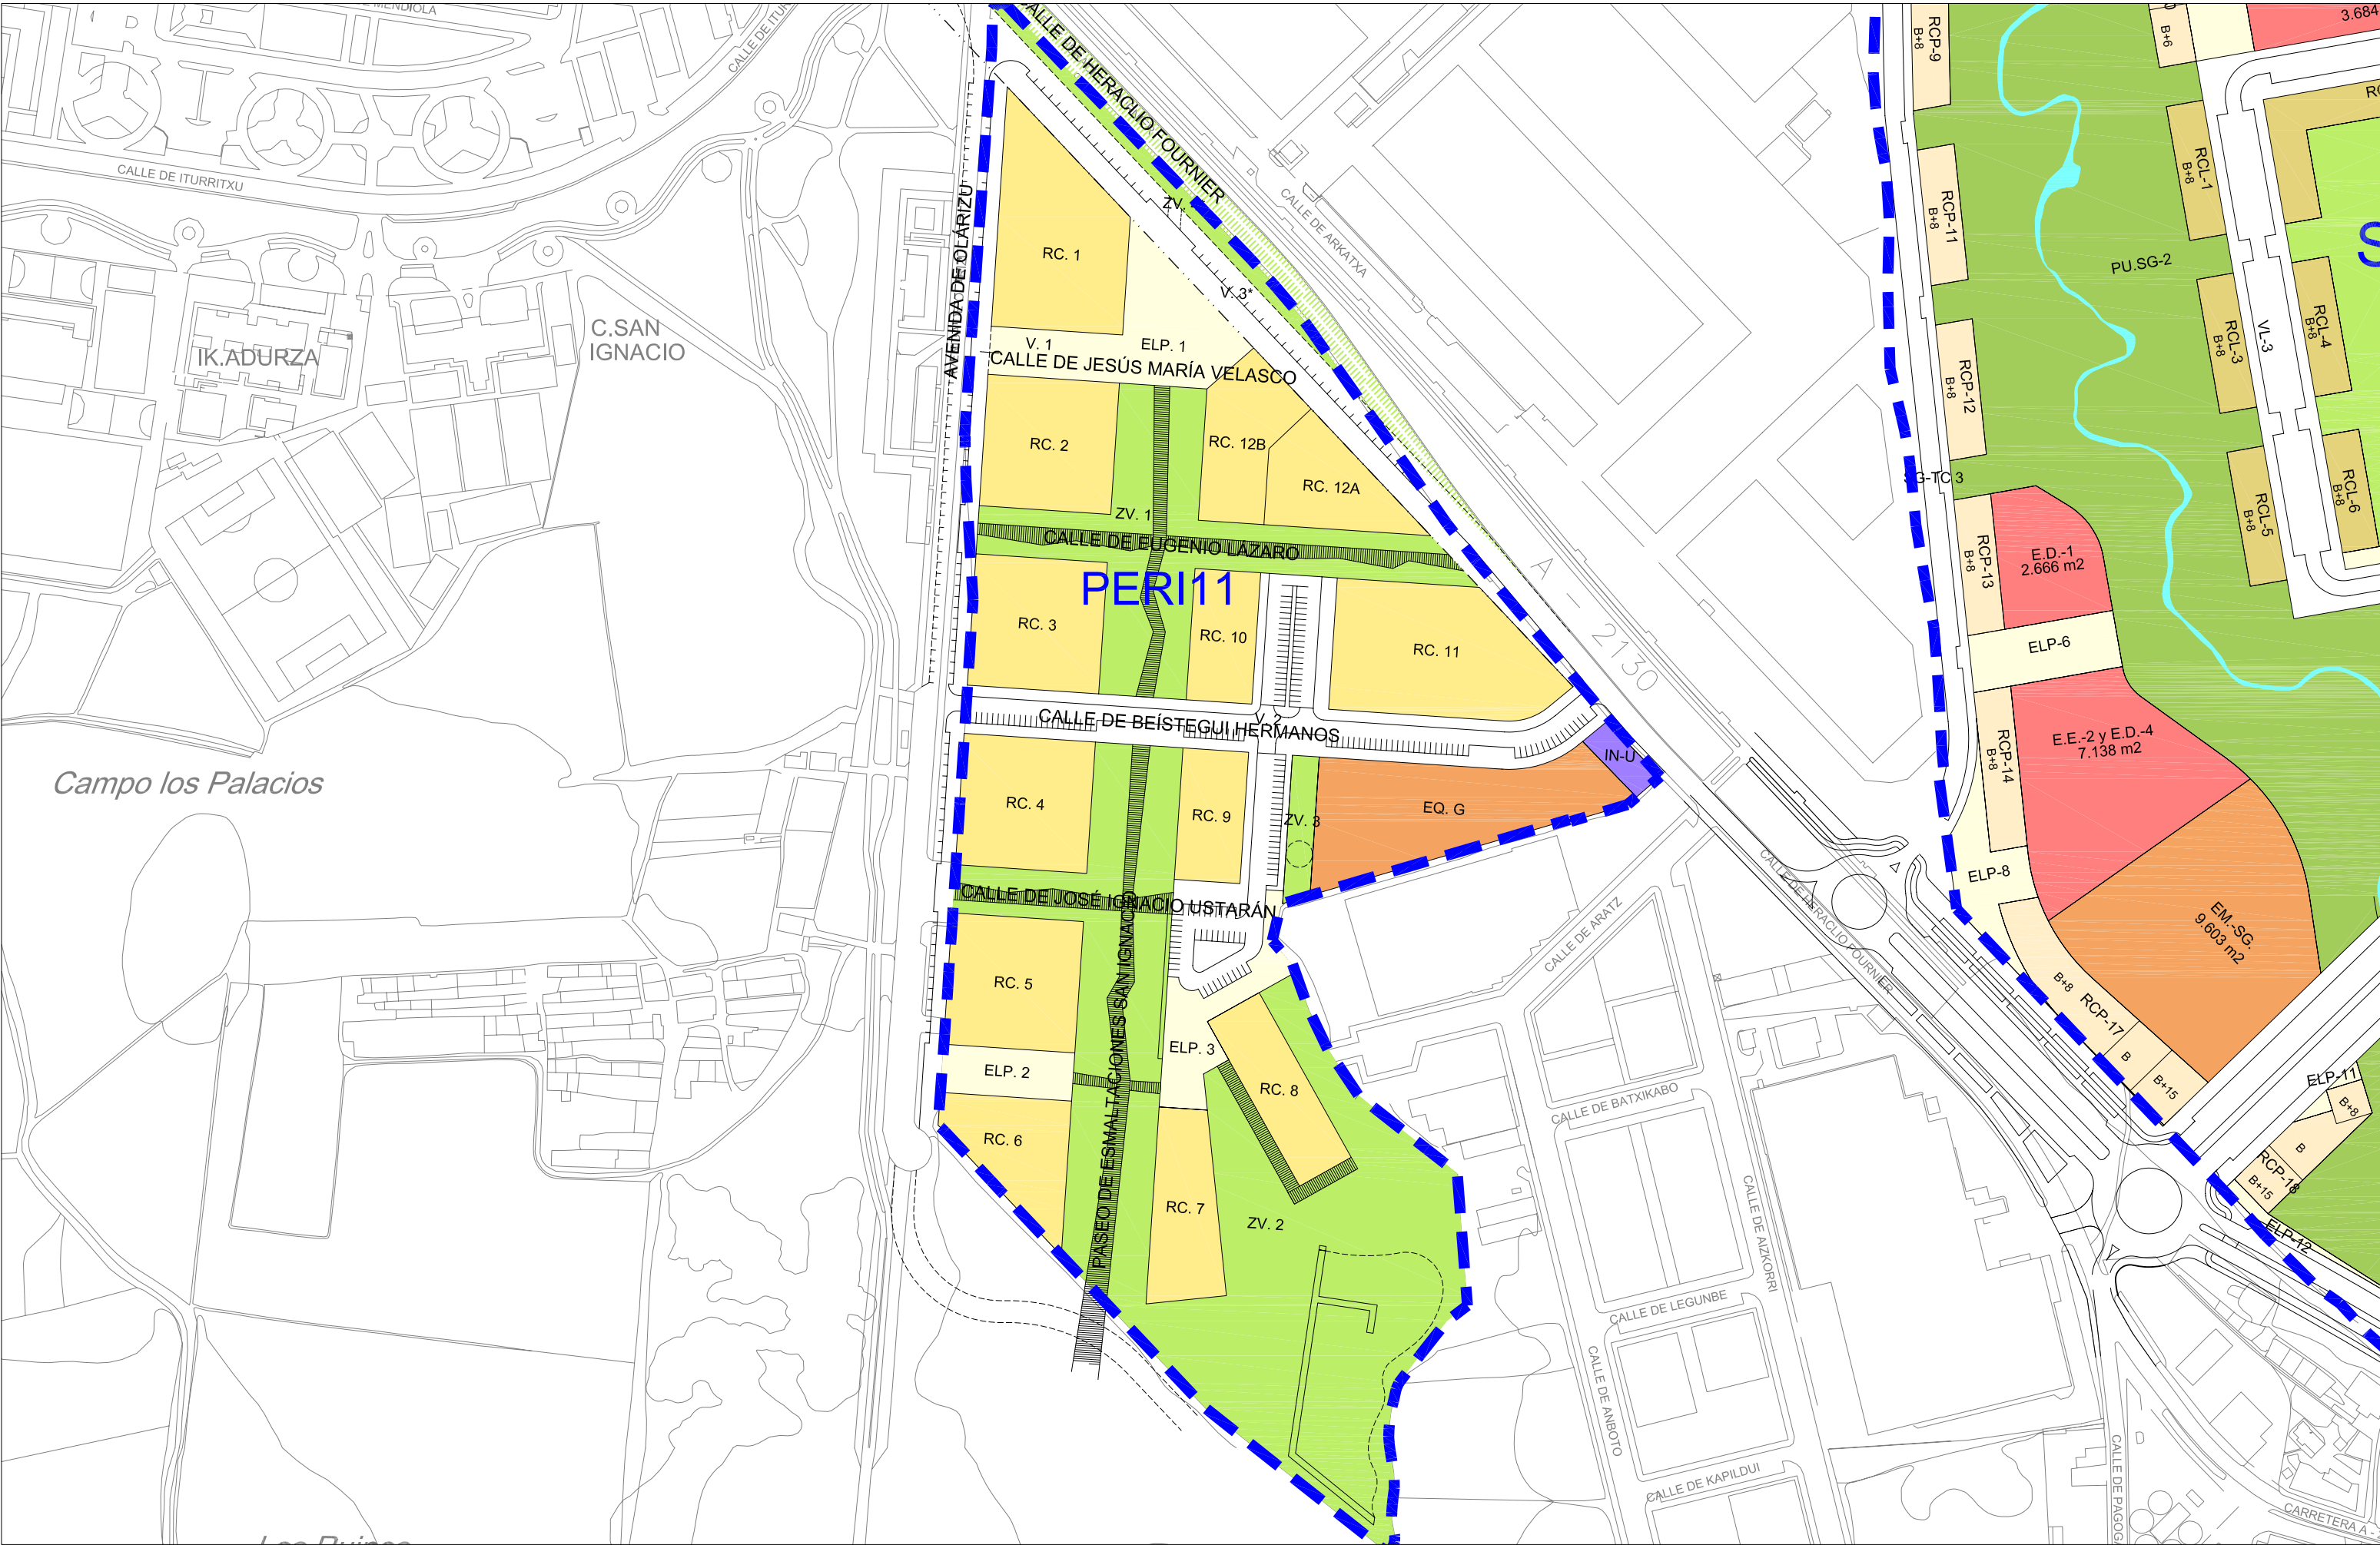 CALLE DE ITURRITXU
IK.ADURZA
C.SAN
IGNACIO
Campo los Palacios
AVENIDA DE OLÁRIZU
CALLE DE HERACLIO FOURNIER
CALLE DE ARKATXA
RC. 1
V. 3*
V. 1
ELP. 1
CALLE DE JESÚS MARÍA VELASCO
RC. 2
RC. 12B
RC. 12A
ZV. 1
CALLE DE EUGENIO LÁZARO
PERI11
RC. 3
RC. 10
RC. 11
A - 2130
V. 2
CALLE DE BEÍSTEGUI HERMANOS
IN-U
RC. 4
RC. 9
ZV. 3
EQ. G
CALLE DE JOSÉ IGNACIO USTARÁN
PASEO DE ESMALTACIONES SAN IGNACIO
RC. 5
ELP. 2
ELP. 3
RC. 6
RC. 7
RC. 8
ZV. 2
CALLE DE ARATZ
CALLE DE HERACLIO FOURNIER
CALLE DE BATXIKABO
CALLE DE AIZKORRI
CALLE DE LEGUNBE
CALLE DE ANBOTO
CALLE DE KAPILDUI
CARRETERA A -
RCP-9
B+8
B+6
3.684
RCP-11
B+8
RCL-1
B+8
PU.SG-2
RCL-3
B+8
VL-3
RCL-4
B+8
RCP-12
B+8
RCL-5
B+8
RCL-6
B+8
RCP-13
B+8
E.D.-1
2.666 m2
ELP-6
RCP-14
B+8
E.E.-2 y E.D.-4
7.138 m2
ELP-8
EM.-SG.
9.603 m2
B+8
RCP-17
B
B+15
ELP-11
B+8
B
RCP-18
B+15
ELP-12